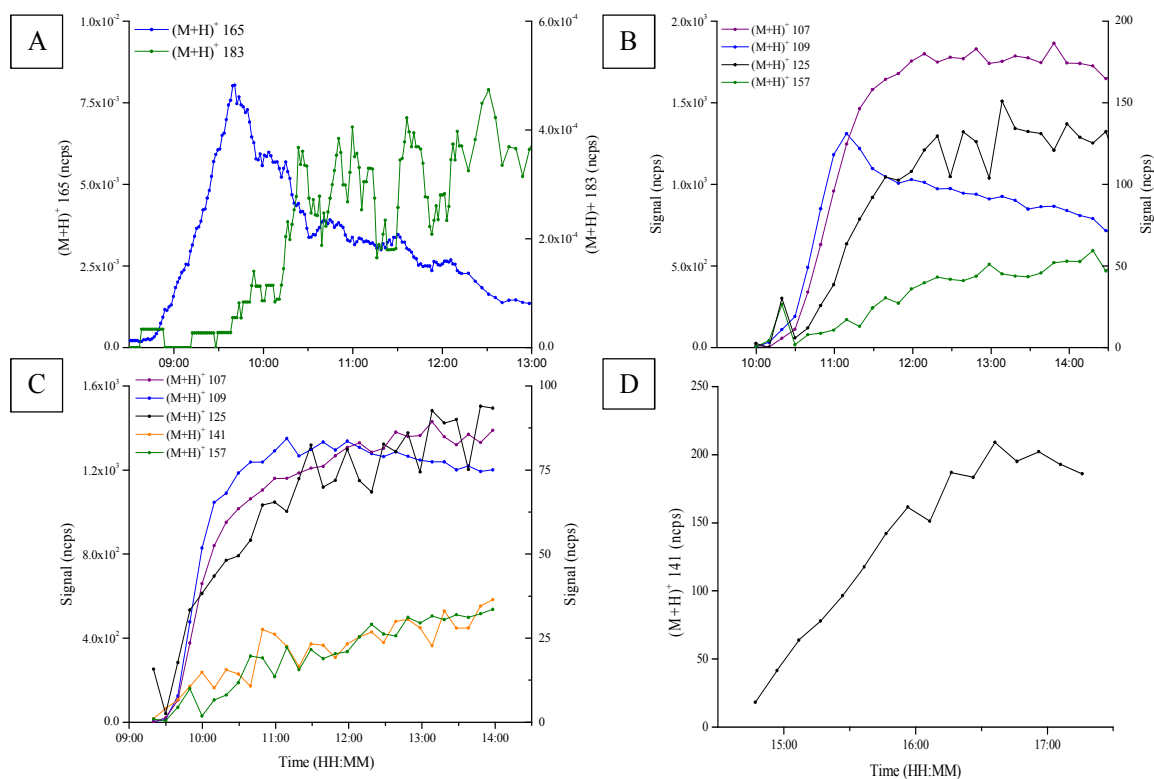 A
(M+H)⁺ 165
(M+H)⁺ 183
1.0x10⁻²
7.5x10⁻³
5.0x10⁻³
2.5x10⁻³
0.0
6.0x10⁻⁴
4.0x10⁻⁴
2.0x10⁻⁴
0.0
(M+H)⁺ 165 (ncps)
(M+H)+ 183 (ncps)
09:00 10:00 11:00 12:00 13:00
B
(M+H)⁺ 107
(M+H)⁺ 109
(M+H)⁺ 125
(M+H)⁺ 157
2.0x10³
1.5x10³
1.0x10³
5.0x10²
0.0
200
150
100
50
0
Signal (ncps)
Signal (ncps)
10:00 11:00 12:00 13:00 14:00
C
(M+H)⁺ 107
(M+H)⁺ 109
(M+H)⁺ 125
(M+H)⁺ 141
(M+H)⁺ 157
1.6x10³
1.2x10³
8.0x10²
4.0x10²
0.0
100
75
50
25
0
Signal (ncps)
Signal (ncps)
09:00 10:00 11:00 12:00 13:00 14:00
Time (HH:MM)
D
250
200
150
100
50
0
(M+H)⁺ 141 (ncps)
15:00 16:00 17:00
Time (HH:MM)